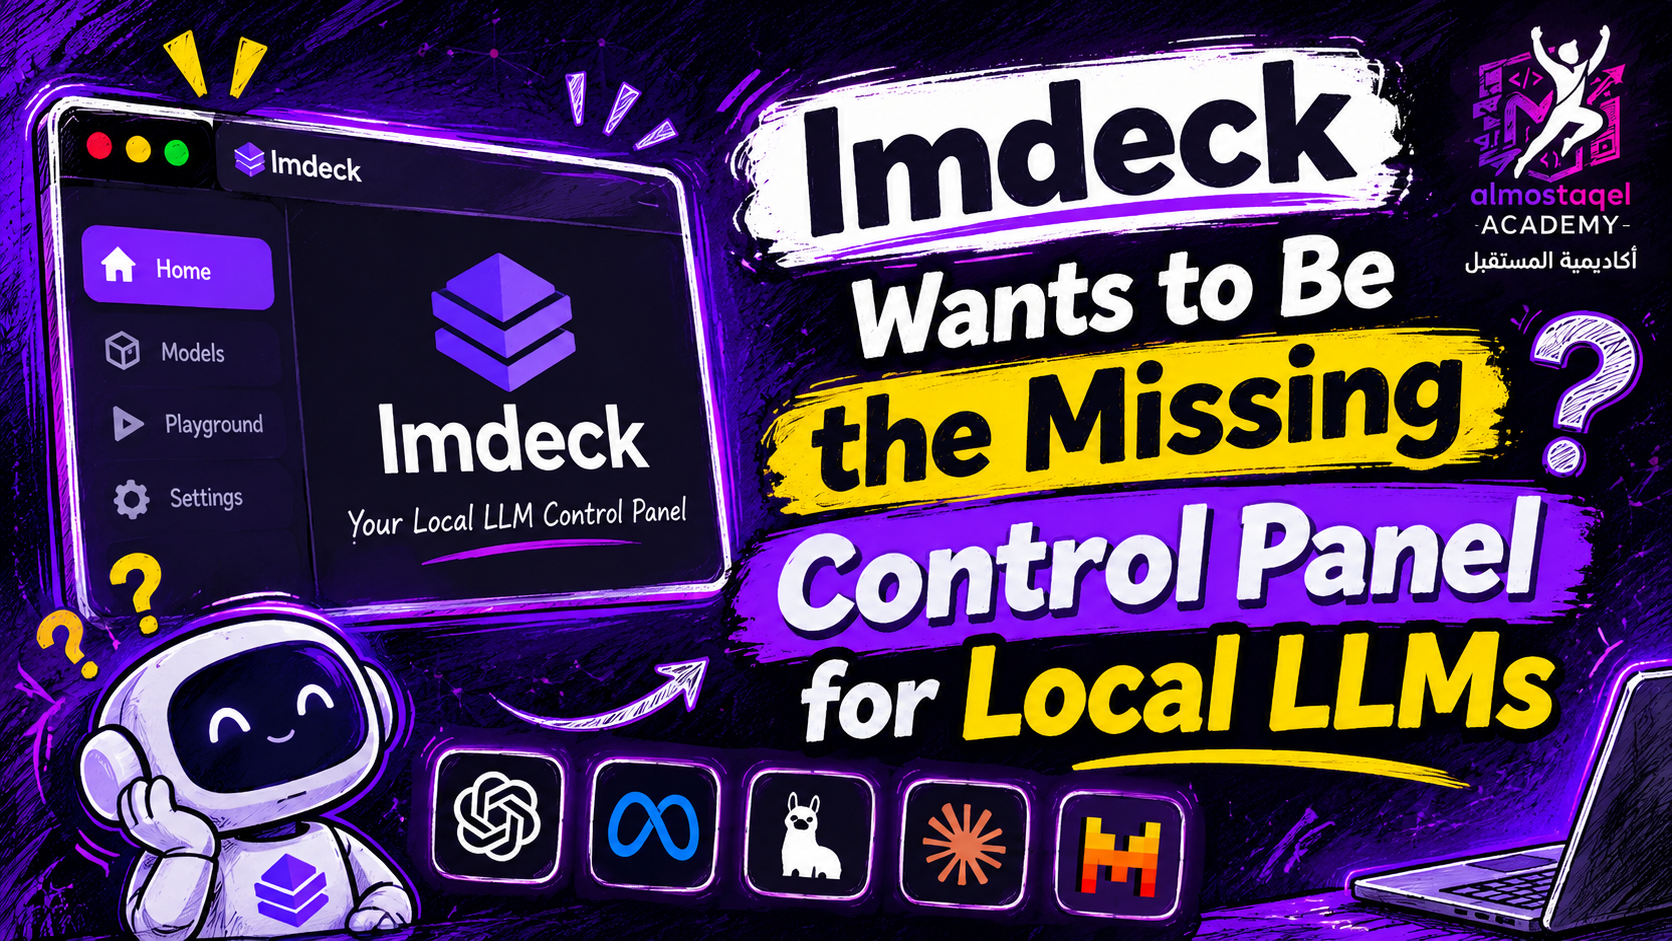 lmdeck
Home
Models
Playground
Settings
lmdeck
Your Local LLM Control Panel
lmdeck
Wants to Be
the Missing
Control Panel
for Local LLMs
almostaqel
-ACADEMY-
أكاديمية المستقبل